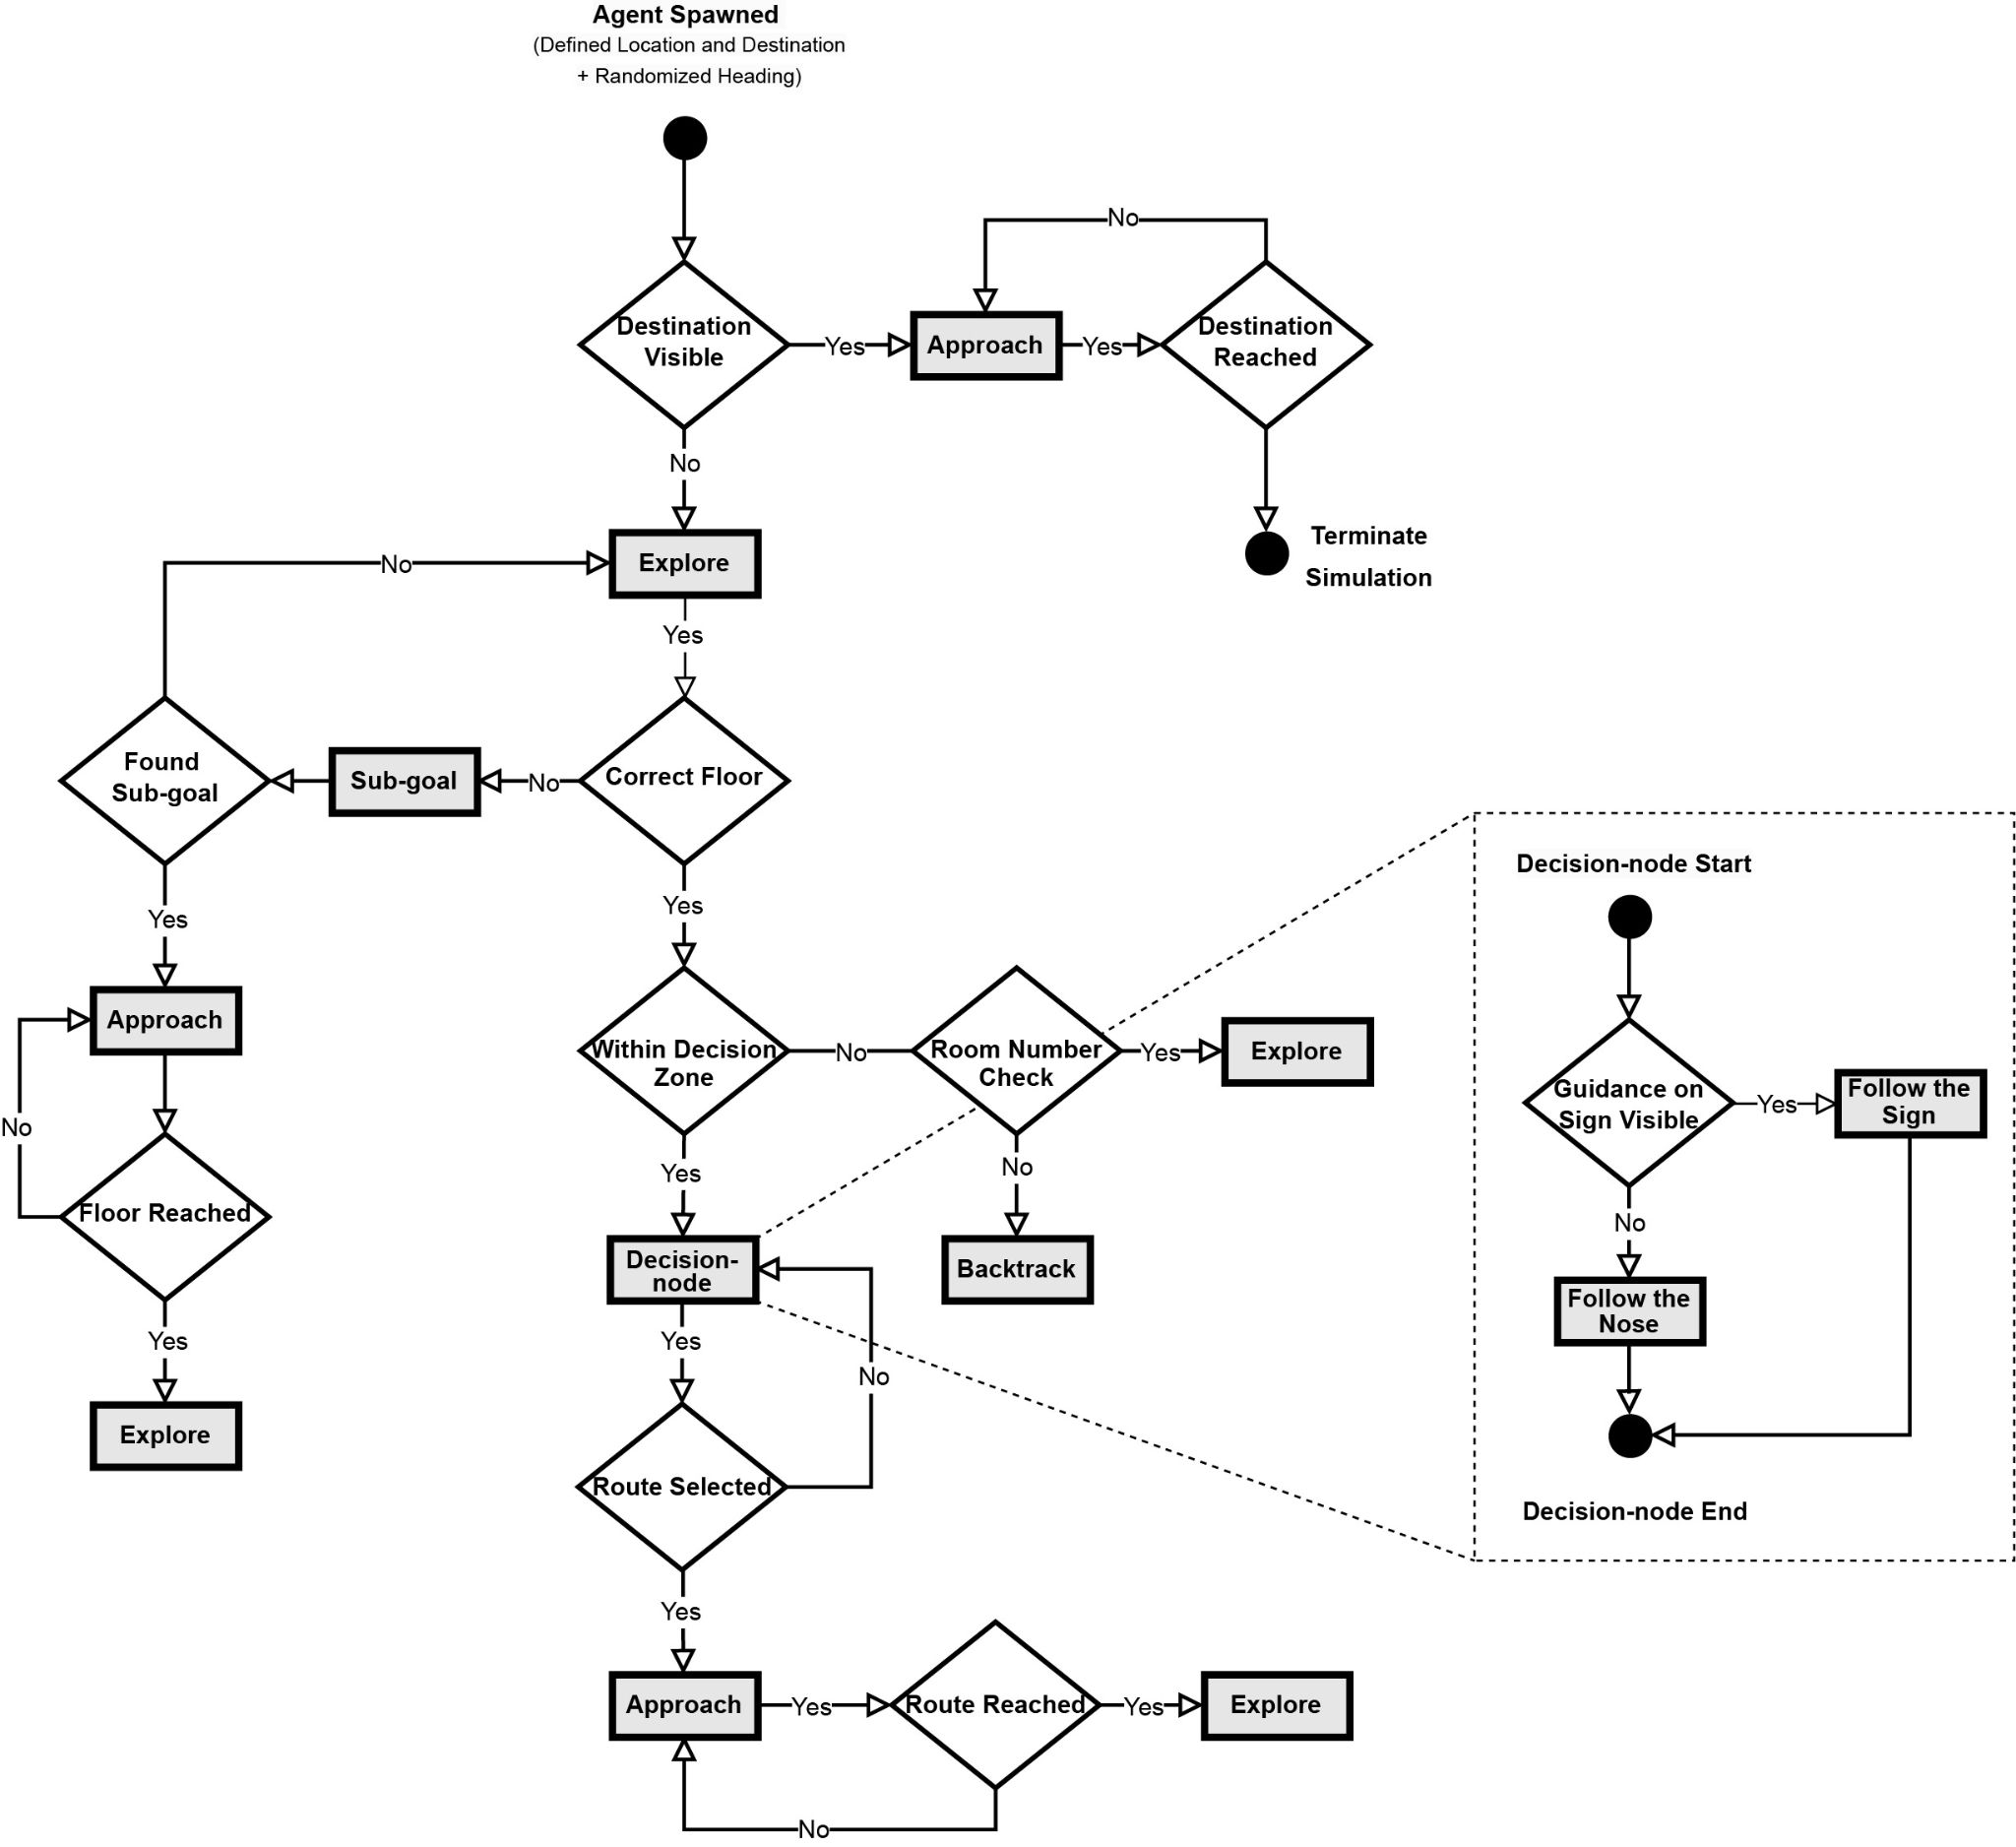 Agent Spawned
(Defined Location and Destination
+ Randomized Heading)
No
Destination
Visible
Yes
Approach
Yes
Destination
Reached
No
Terminate
Simulation
No
Explore
Yes
Found
Sub-goal
Sub-goal
No
Correct Floor
Yes
Approach
No
Floor Reached
Yes
Explore
Yes
Within Decision
Zone
No
Room Number
Check
Yes
Explore
Yes
No
Decision-
node
Backtrack
Yes
No
Route Selected
Yes
Approach
Yes
Route Reached
Yes
Explore
No
Decision-node Start
Guidance on
Sign Visible
Yes
Follow the
Sign
No
Follow the
Nose
Decision-node End